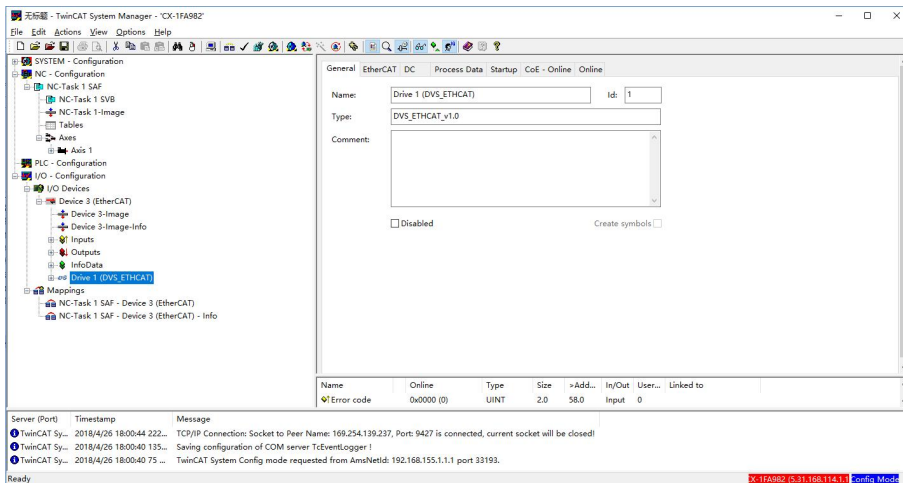 无标题 - TwinCAT System Manager - 'CX-1FA982'
File Edit Actions View Options Help
SYSTEM - Configuration
NC - Configuration
NC-Task 1 SAF
NC-Task 1 SVB
NC-Task 1-Image
Tables
Axes
Axis 1
PLC - Configuration
I/O - Configuration
I/O Devices
Device 3 (EtherCAT)
Device 3-Image
Device 3-Image-Info
Inputs
Outputs
InfoData
Drive 1 (DVS_ETHCAT)
Mappings
NC-Task 1 SAF - Device 3 (EtherCAT)
NC-Task 1 SAF - Device 3 (EtherCAT) - Info
General EtherCAT DC Process Data Startup CoE - Online Online
Name: Drive 1 (DVS_ETHCAT) Id: 1
Type: DVS_ETHCAT_v1.0
Comment:
Disabled Create symbols
Name Online Type Size >Add... In/Out User... Linked to
Error code 0x0000 (0) UINT 2.0 58.0 Input 0
Server (Port) Timestamp Message
TwinCAT Sy... 2018/4/26 18:00:44 222... TCP/IP Connection: Socket to Peer Name: 169.254.139.237, Port: 9427 is connected, current socket will be closed!
TwinCAT Sy... 2018/4/26 18:00:40 135... Saving configuration of COM server TcEventLogger !
TwinCAT Sy... 2018/4/26 18:00:40 75 ... TwinCAT System Config mode requested from AmsNetId: 192.168.155.1.1.1 port 33193.
Ready CX-1FA982 (5.31.168.114.1.1 Config Mode